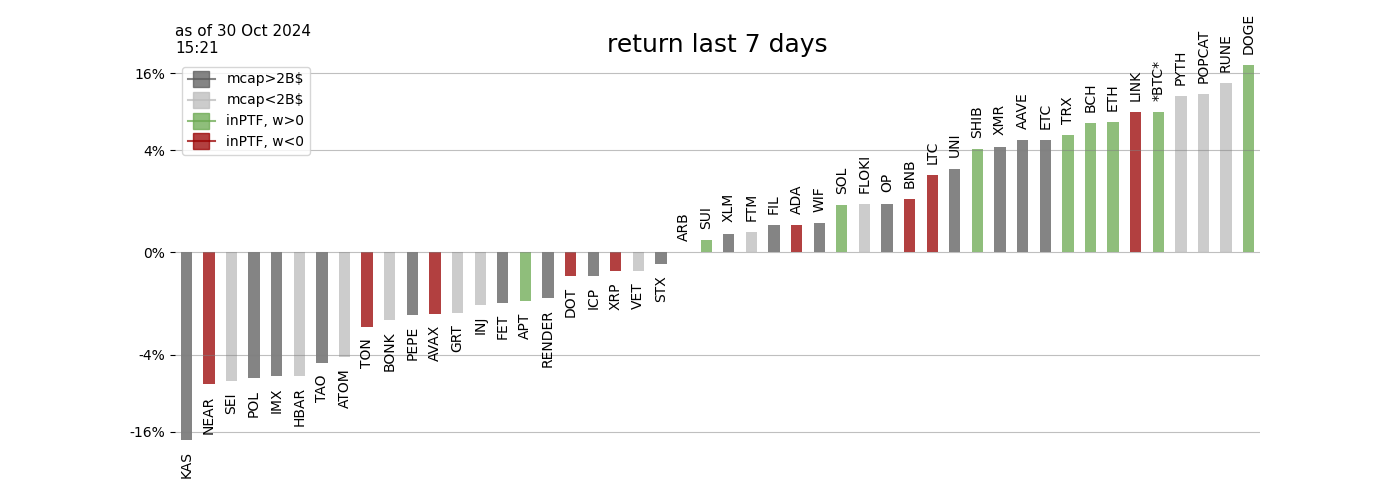 as of 30 Oct 2024
15:21
return last 7 days
mcap>2B$
mcap<2B$
inPTF, w>0
inPTF, w<0
16%
4%
0%
-4%
-16%
KAS
NEAR
SEI
POL
IMX
HBAR
TAO
ATOM
TON
BONK
PEPE
AVAX
GRT
INJ
FET
APT
RENDER
DOT
ICP
XRP
VET
STX
ARB
SUI
XLM
FTM
FIL
ADA
WIF
SOL
FLOKI
OP
BNB
LTC
UNI
SHIB
XMR
AAVE
ETC
TRX
BCH
ETH
LINK
*BTC*
PYTH
POPCAT
RUNE
DOGE